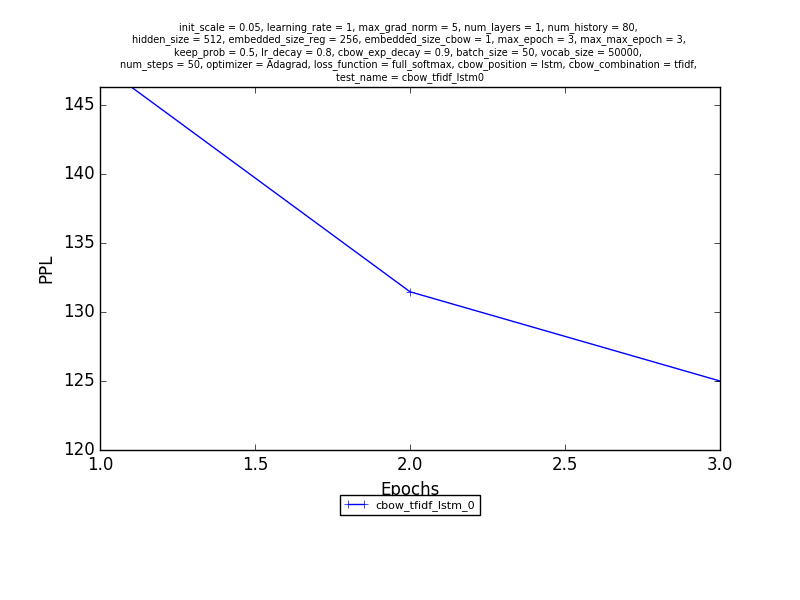 init_scale = 0.05, learning_rate = 1, max_grad_norm = 5, num_layers = 1, num_history = 80,
hidden_size = 512, embedded_size_reg = 256, embedded_size_cbow = 1, max_epoch = 3, max_max_epoch = 3,
keep_prob = 0.5, lr_decay = 0.8, cbow_exp_decay = 0.9, batch_size = 50, vocab_size = 50000,
num_steps = 50, optimizer = Adagrad, loss_function = full_softmax, cbow_position = lstm, cbow_combination = tfidf,
test_name = cbow_tfidf_lstm0
145
140
135
130
125
120
PPL
1.0 1.5 2.0 2.5 3.0
Epochs
cbow_tfidf_lstm_0